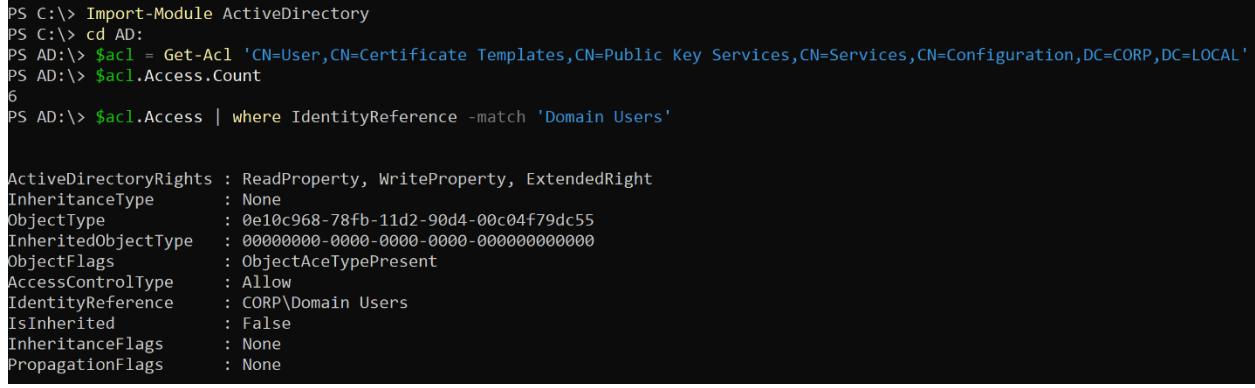 PS C:\> Import-Module ActiveDirectory
PS C:\> cd AD:
PS AD:\> $acl = Get-Acl 'CN=User,CN=Certificate Templates,CN=Public Key Services,CN=Services,CN=Configuration,DC=CORP,DC=LOCAL'
PS AD:\> $acl.Access.Count
6
PS AD:\> $acl.Access | where IdentityReference -match 'Domain Users'
ActiveDirectoryRights : ReadProperty, WriteProperty, ExtendedRight
InheritanceType       : None
ObjectType            : 0e10c968-78fb-11d2-90d4-00c04f79dc55
InheritedObjectType   : 00000000-0000-0000-0000-000000000000
ObjectFlags           : ObjectAceTypePresent
AccessControlType     : Allow
IdentityReference     : CORP\Domain Users
IsInherited           : False
InheritanceFlags      : None
PropagationFlags      : None